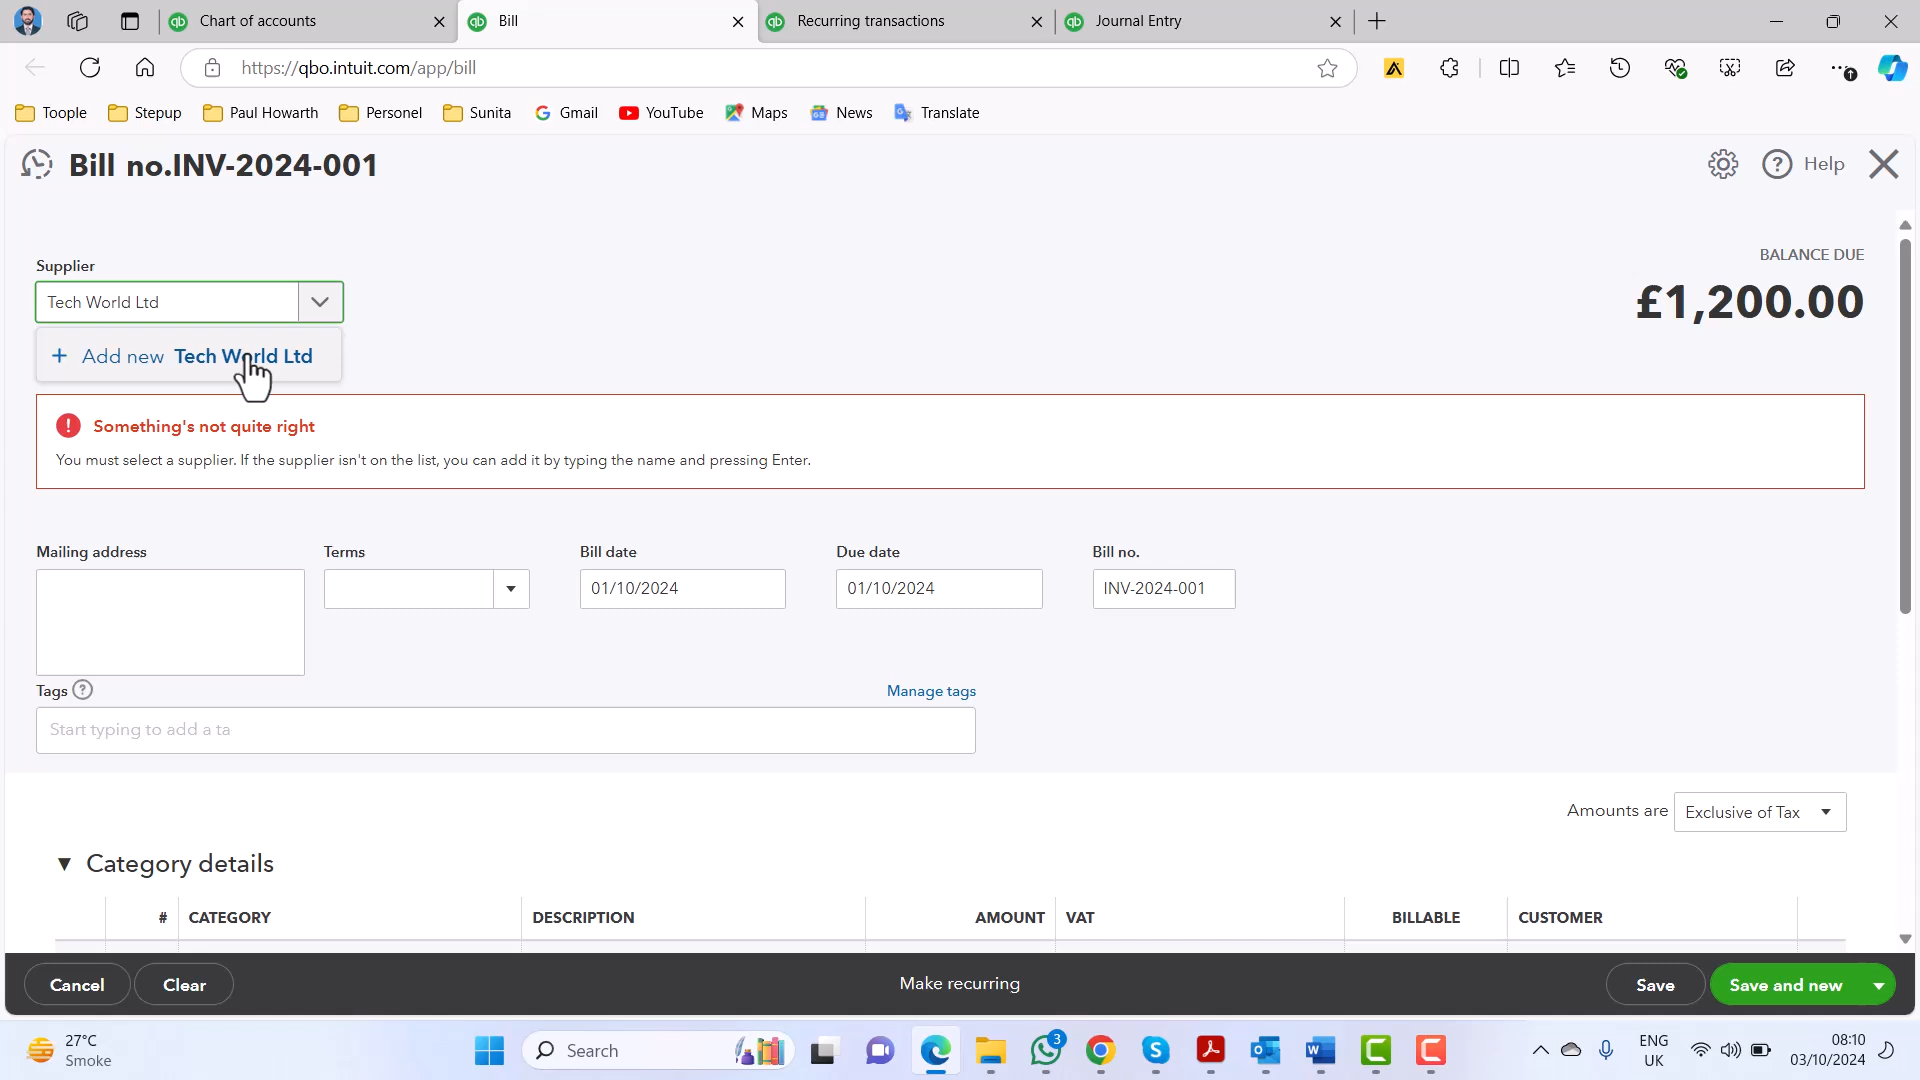 Chart of accounts
Bill
Recurring transactions
Journal Entry
https://qbo.intuit.com/app/bill
Toople
Stepup
Paul Howarth
Personel
Sunita
Gmail
YouTube
Maps
News
Translate
Bill no.INV-2024-001
Help
Supplier
Tech World Ltd
BALANCE DUE
£1,200.00
+ Add new Tech World Ltd
Something's not quite right
You must select a supplier. If the supplier isn't on the list, you can add it by typing the name and pressing Enter.
Mailing address
Terms
Bill date
Due date
Bill no.
01/10/2024
01/10/2024
INV-2024-001
Tags
Manage tags
Start typing to add a ta
Amounts are
Exclusive of Tax
Category details
# CATEGORY DESCRIPTION AMOUNT VAT BILLABLE CUSTOMER
Cancel
Clear
Make recurring
Save
Save and new
27°C
Smoke
Search
3
ENG
UK
08:10
03/10/2024